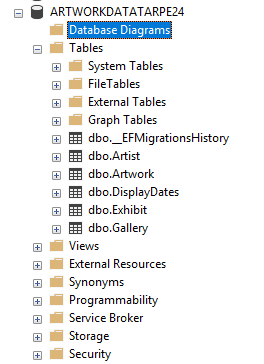 ARTWORKDATATARPE24
Database Diagrams
Tables
System Tables
FileTables
External Tables
Graph Tables
dbo.__EFMigrationsHistory
dbo.Artist
dbo.Artwork
dbo.DisplayDates
dbo.Exhibit
dbo.Gallery
Views
External Resources
Synonyms
Programmability
Service Broker
Storage
Security